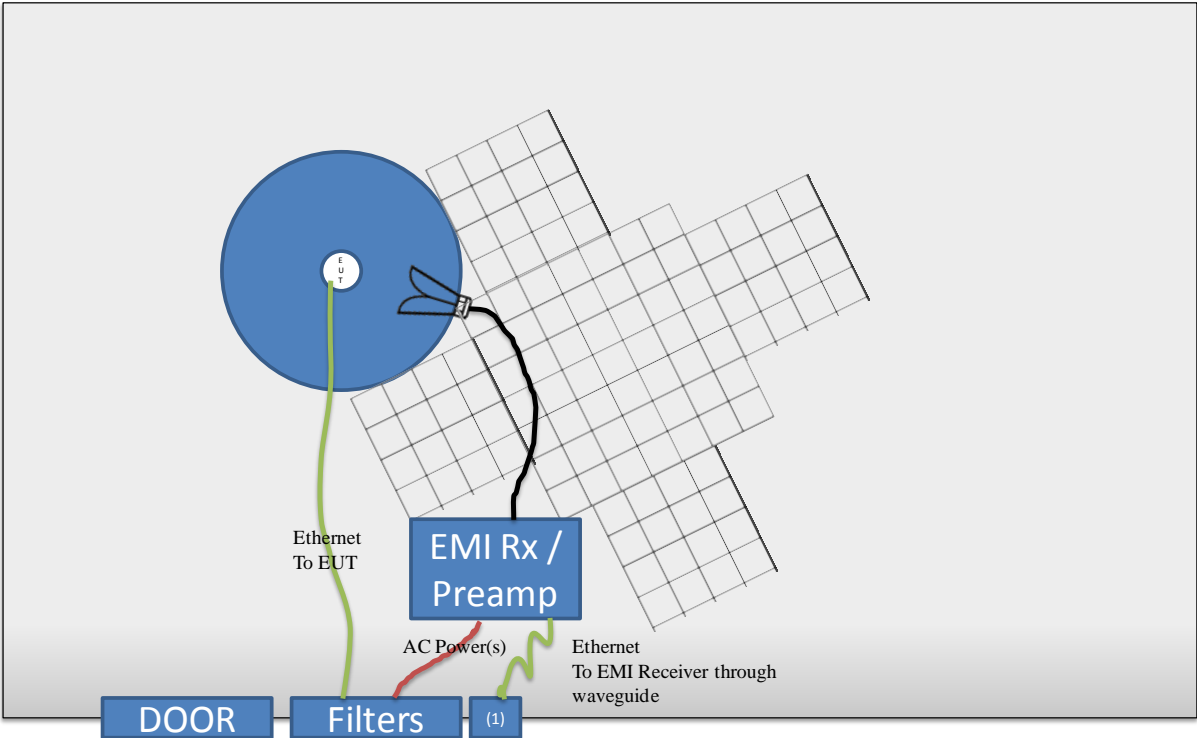 E
U
T
Ethernet
To EUT
EMI Rx /
Preamp
AC Power(s)
Ethernet
To EMI Receiver through
waveguide
DOOR
Filters
(1)